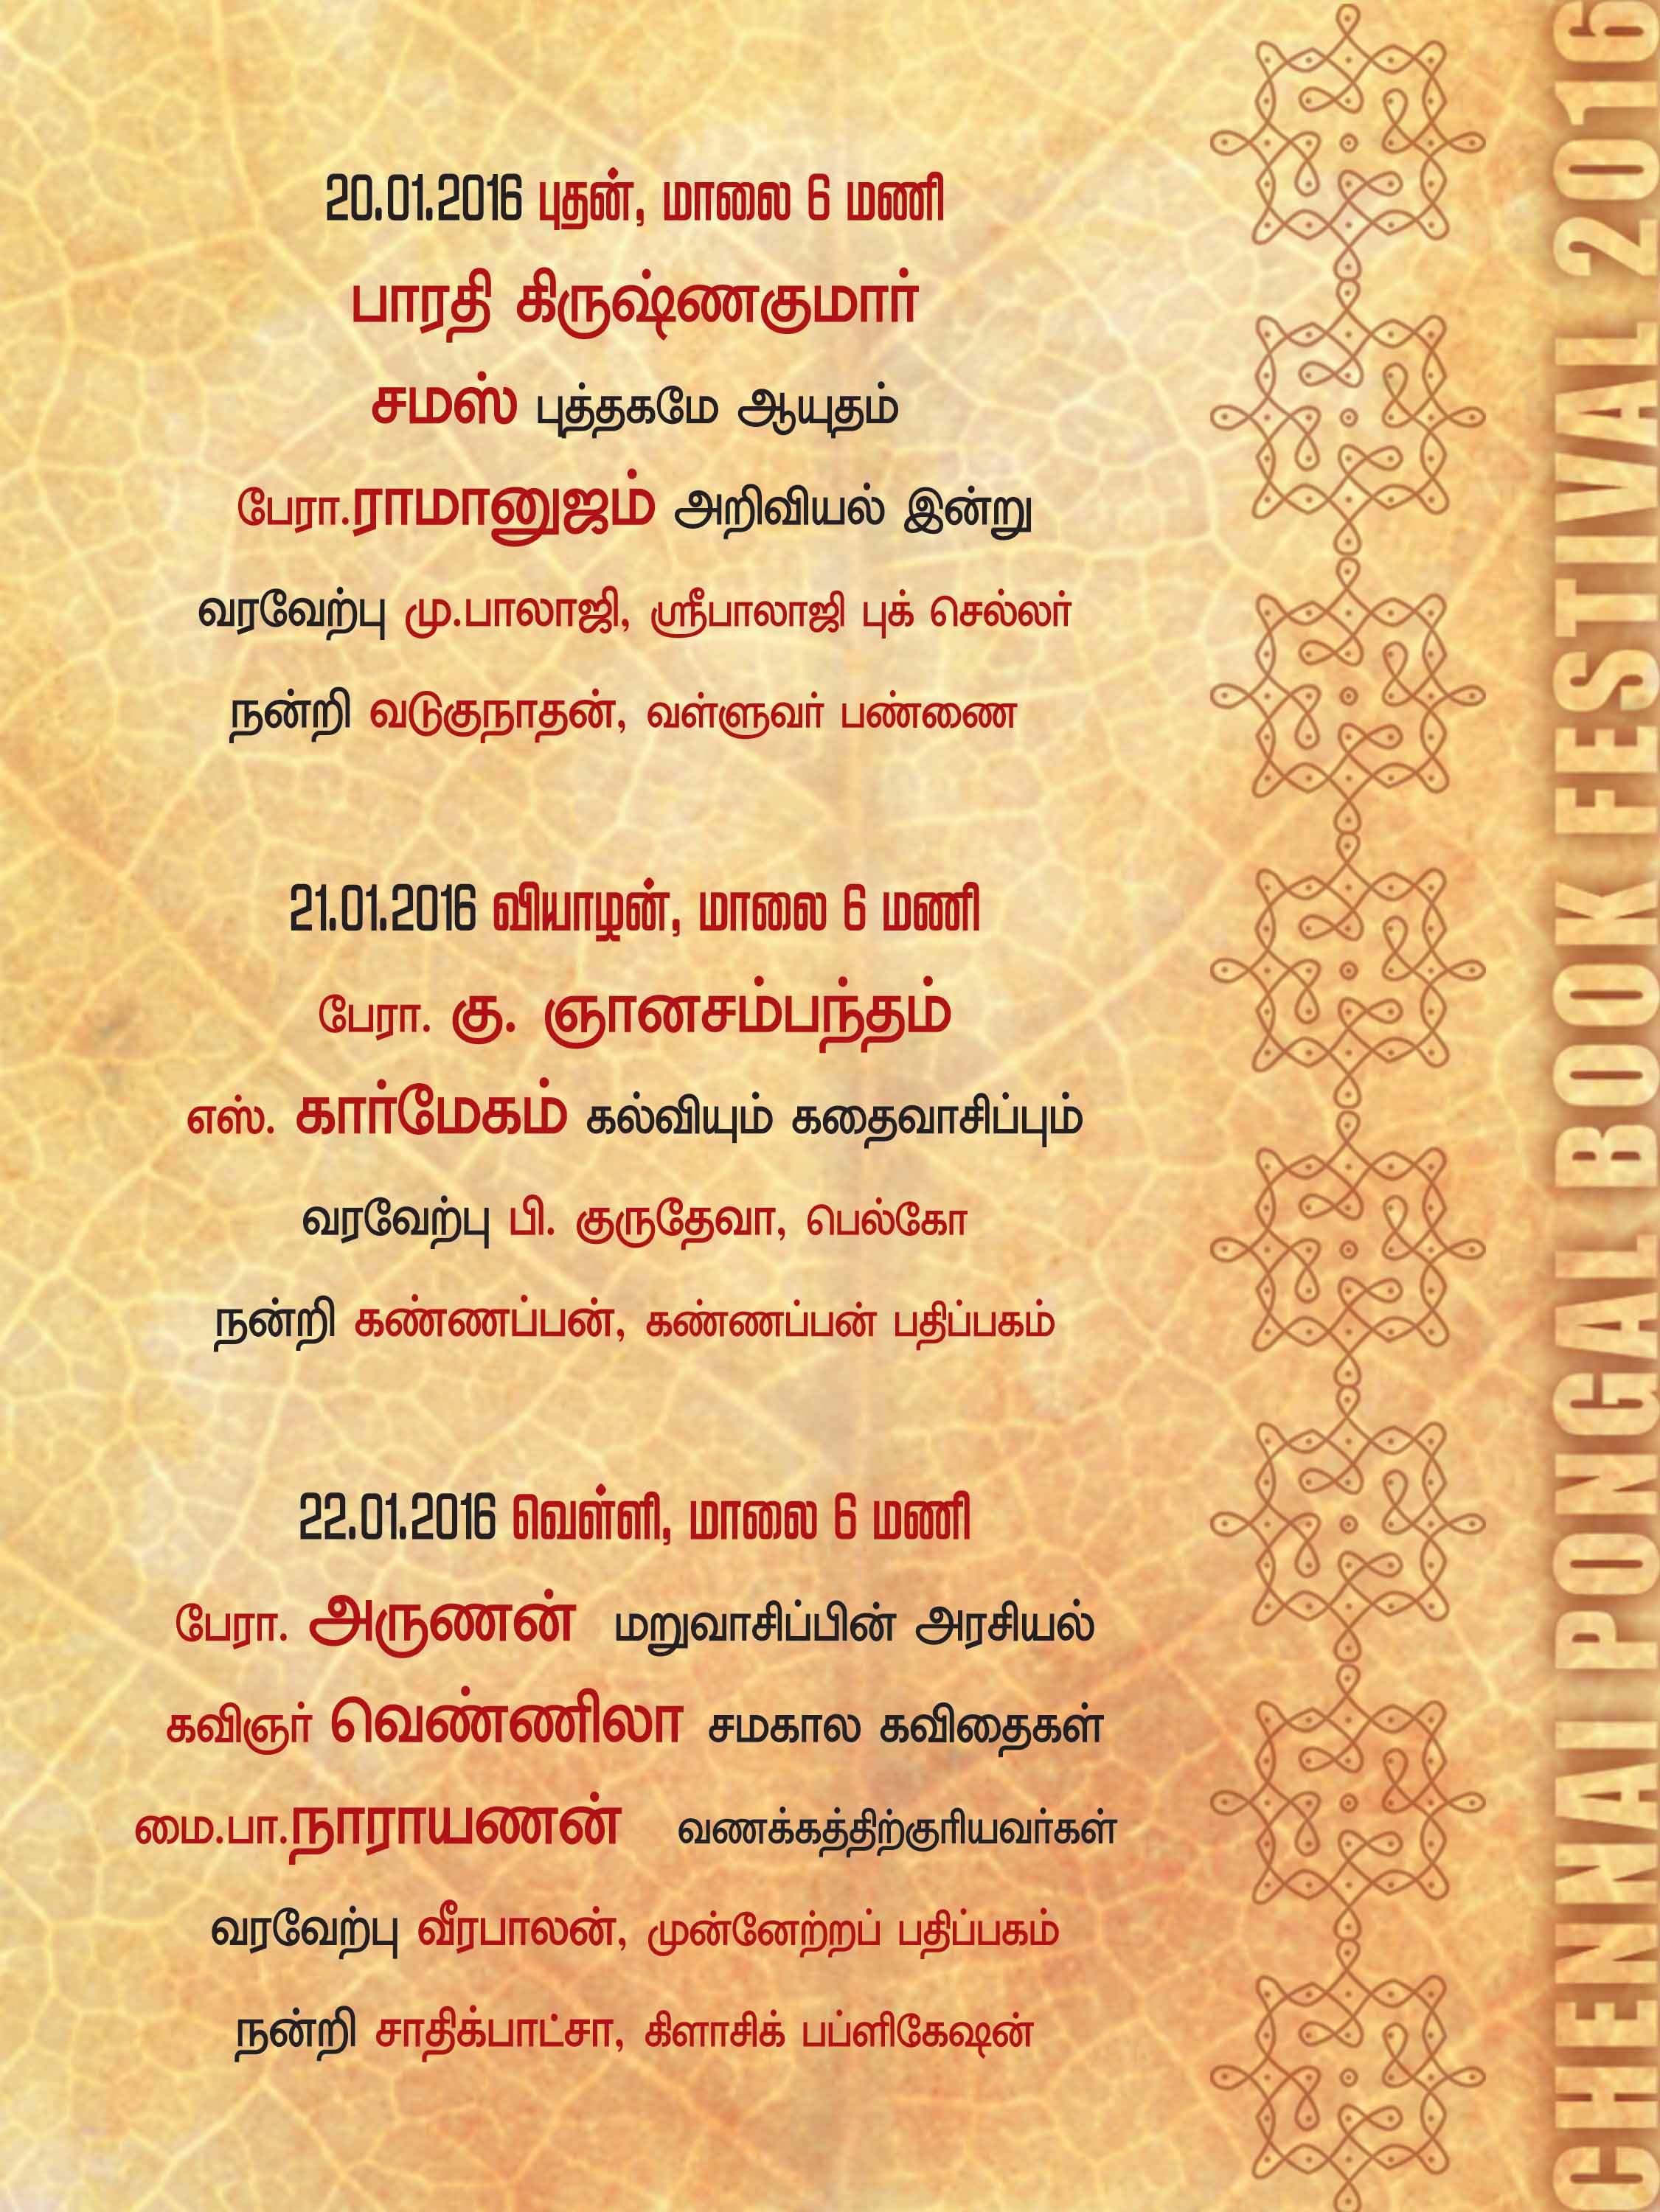 20.01.2016 புதன், மாலை 6 மணி
பாரதி கிருஷ்ணகுமார்
சமஸ் புத்தகமே ஆயுதம்
பேரா.ராமானுஜம் அறிவியல் இன்று
வரவேற்பு மு.பாலாஜி, ஸ்ரீபாலாஜி புக் செல்லர்
நன்றி வடுகுநாதன், வள்ளுவர் பண்ணை
21.01.2016 வியாழன், மாலை 6 மணி
பேரா. கு. ஞானசம்பந்தம்
எஸ். கார்மேகம் கல்வியும் கதைவாசிப்பும்
வரவேற்பு பி. குருதேவா, பெல்கோ
நன்றி கண்ணப்பன், கண்ணப்பன் பதிப்பகம்
22.01.2016 வெள்ளி, மாலை 6 மணி
பேரா. அருணன் மறுவாசிப்பின் அரசியல்
கவிஞர் வெண்ணிலா சமகால கவிதைகள்
மை.பா.நாராயணன் வணக்கத்திற்குரியவர்கள்
வரவேற்பு வீரபாலன், முன்னேற்றப் பதிப்பகம்
நன்றி சாதிக்பாட்சா, கிளாசிக் பப்ளிகேஷன்
CHENNAI PONGAL BOOK FESTIVAL 2016